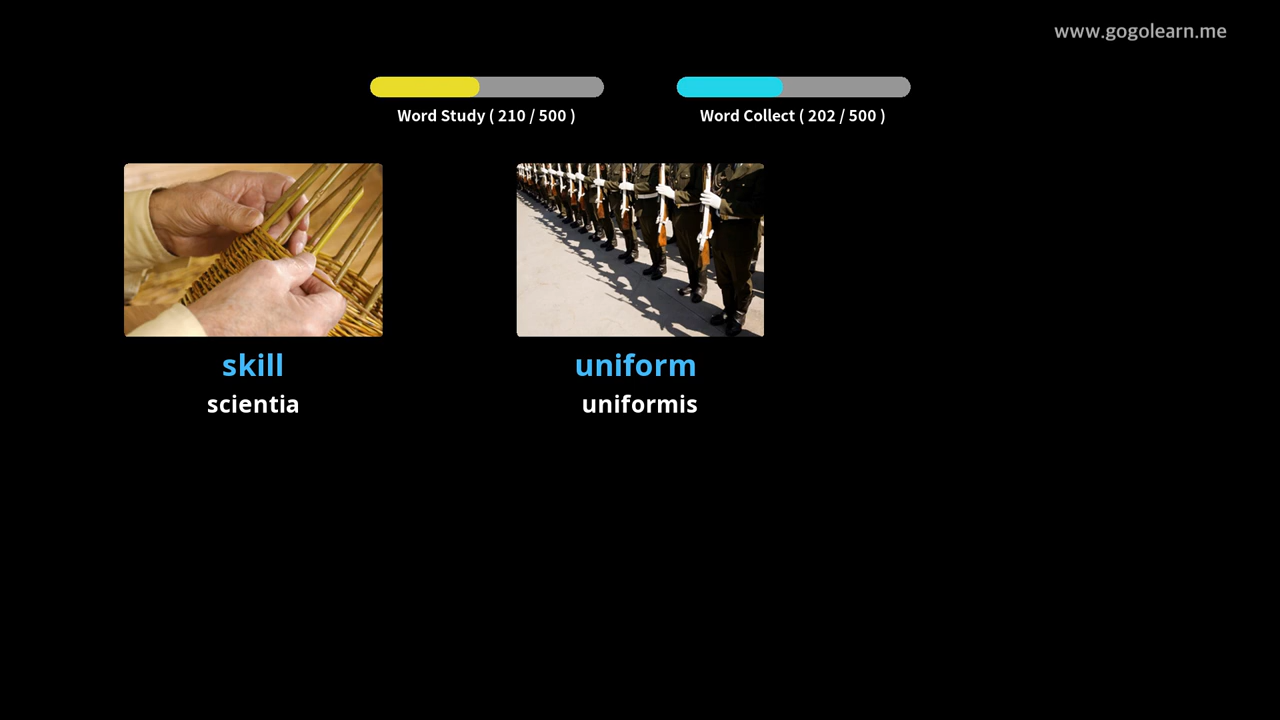 www.gogolearn.me
Word Study ( 210 / 500 )
Word Collect ( 202 / 500 )
skill
uniform
scientia
uniformis